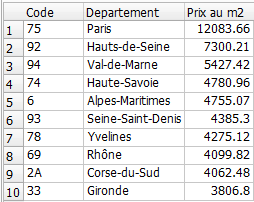 Code Departement Prix au m2
1 75 Paris 12083.66
2 92 Hauts-de-Seine 7300.21
3 94 Val-de-Marne 5427.42
4 74 Haute-Savoie 4780.96
5 6 Alpes-Maritimes 4755.07
6 93 Seine-Saint-Denis 4385.3
7 78 Yvelines 4275.12
8 69 Rhône 4099.82
9 2A Corse-du-Sud 4062.48
10 33 Gironde 3806.8